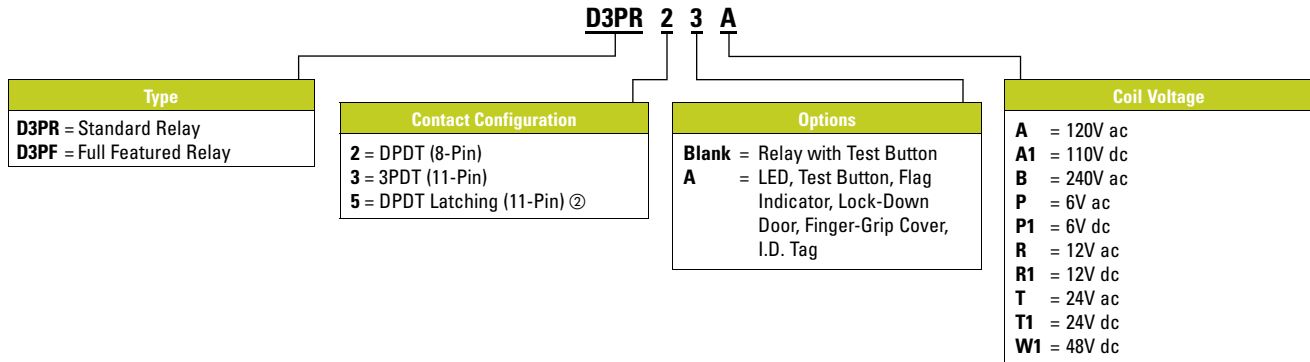 D3PR 2 3 A
Type
D3PR = Standard Relay
D3PF = Full Featured Relay
Contact Configuration
2 = DPDT (8-Pin)
3 = 3PDT (11-Pin)
5 = DPDT Latching (11-Pin) ②
Options
Blank = Relay with Test Button
A = LED, Test Button, Flag
Indicator, Lock-Down
Door, Finger-Grip Cover,
I.D. Tag
Coil Voltage
A = 120V ac
A1 = 110V dc
B = 240V ac
P = 6V ac
P1 = 6V dc
R = 12V ac
R1 = 12V dc
T = 24V ac
T1 = 24V dc
W1 = 48V dc